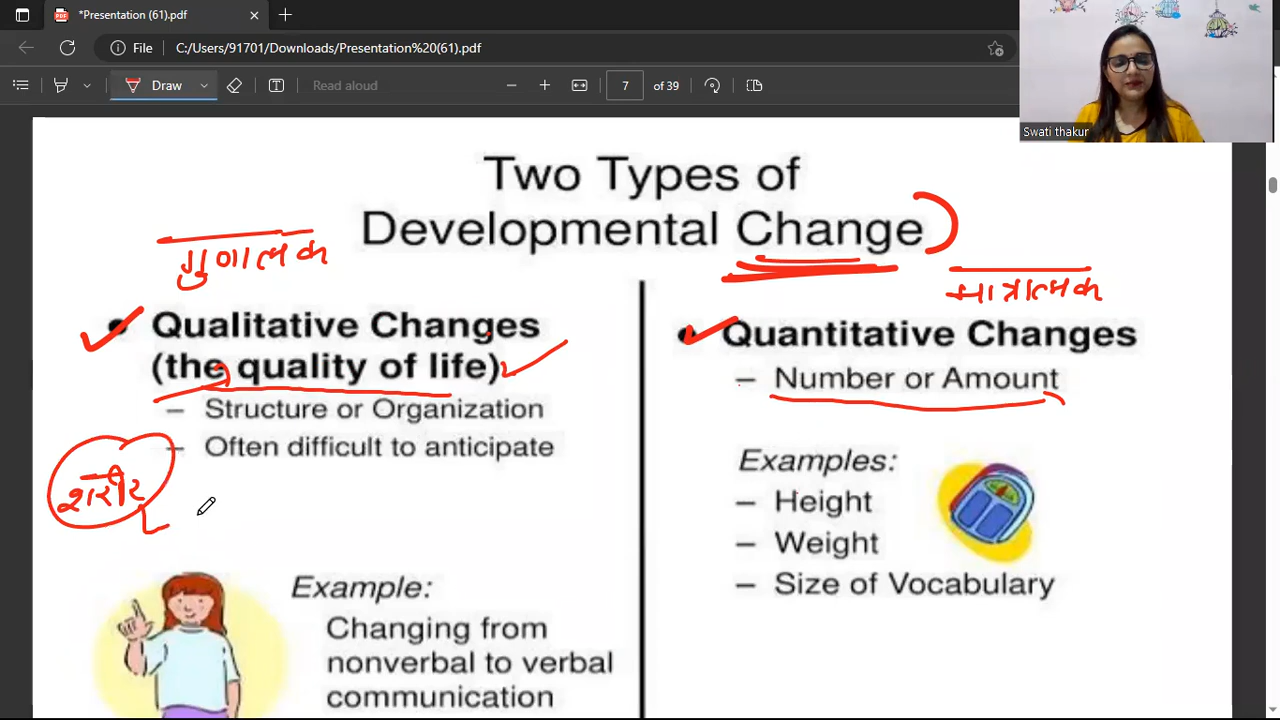 *Presentation (61).pdf
File C:/Users/91701/Downloads/Presentation%20(61).pdf
Draw Read aloud 7 of 39
Swati thakur
Two Types of
Developmental Change
गुणात्मक
मात्रात्मक
• Qualitative Changes
(the quality of life)
– Structure or Organization
– Often difficult to anticipate
शरीर
Example:
Changing from
nonverbal to verbal
communication
• Quantitative Changes
– Number or Amount
Examples:
– Height
– Weight
– Size of Vocabulary